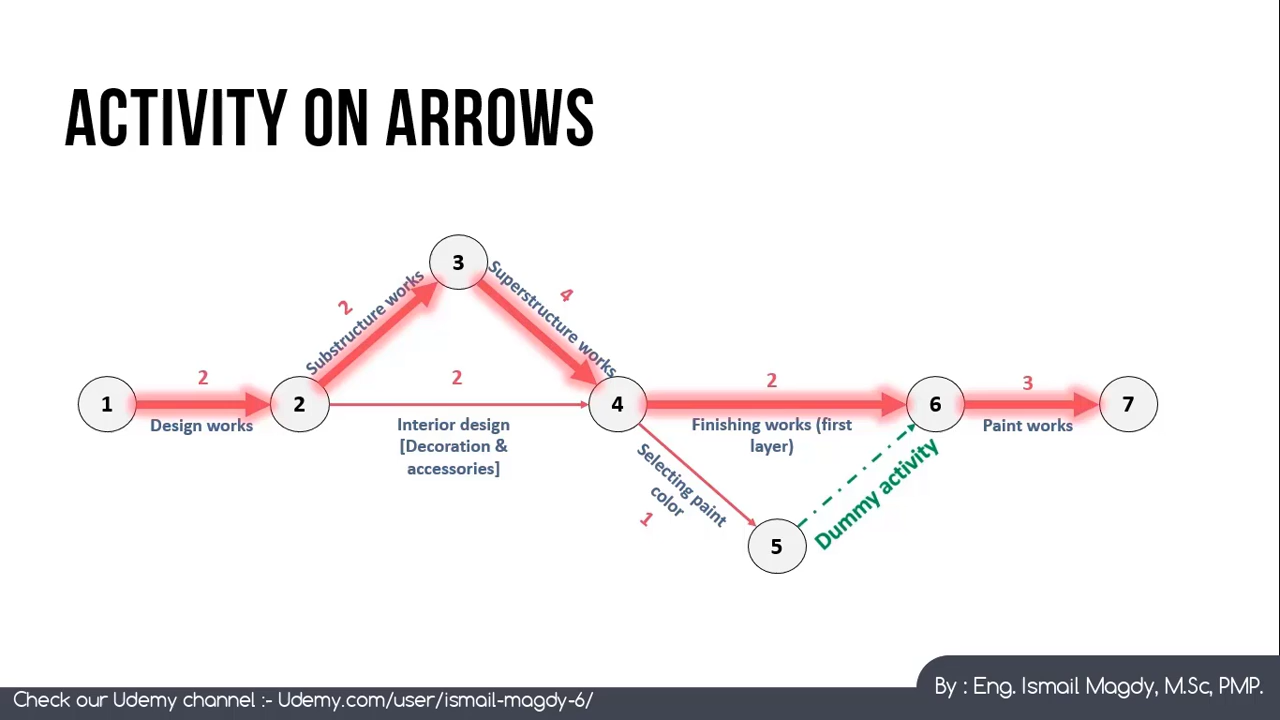 ACTIVITY ON ARROWS
3
Substructure works
2
Superstructure works
4
1
2
Design works
2
2
Interior design
[Decoration &
accessories]
4
2
Finishing works (first
layer)
6
3
Paint works
7
Selecting paint
color
1
5
Dummy activity
Check our Udemy channel :- Udemy.com/user/ismail-magdy-6/
By : Eng. Ismail Magdy, M.Sc, PMP.